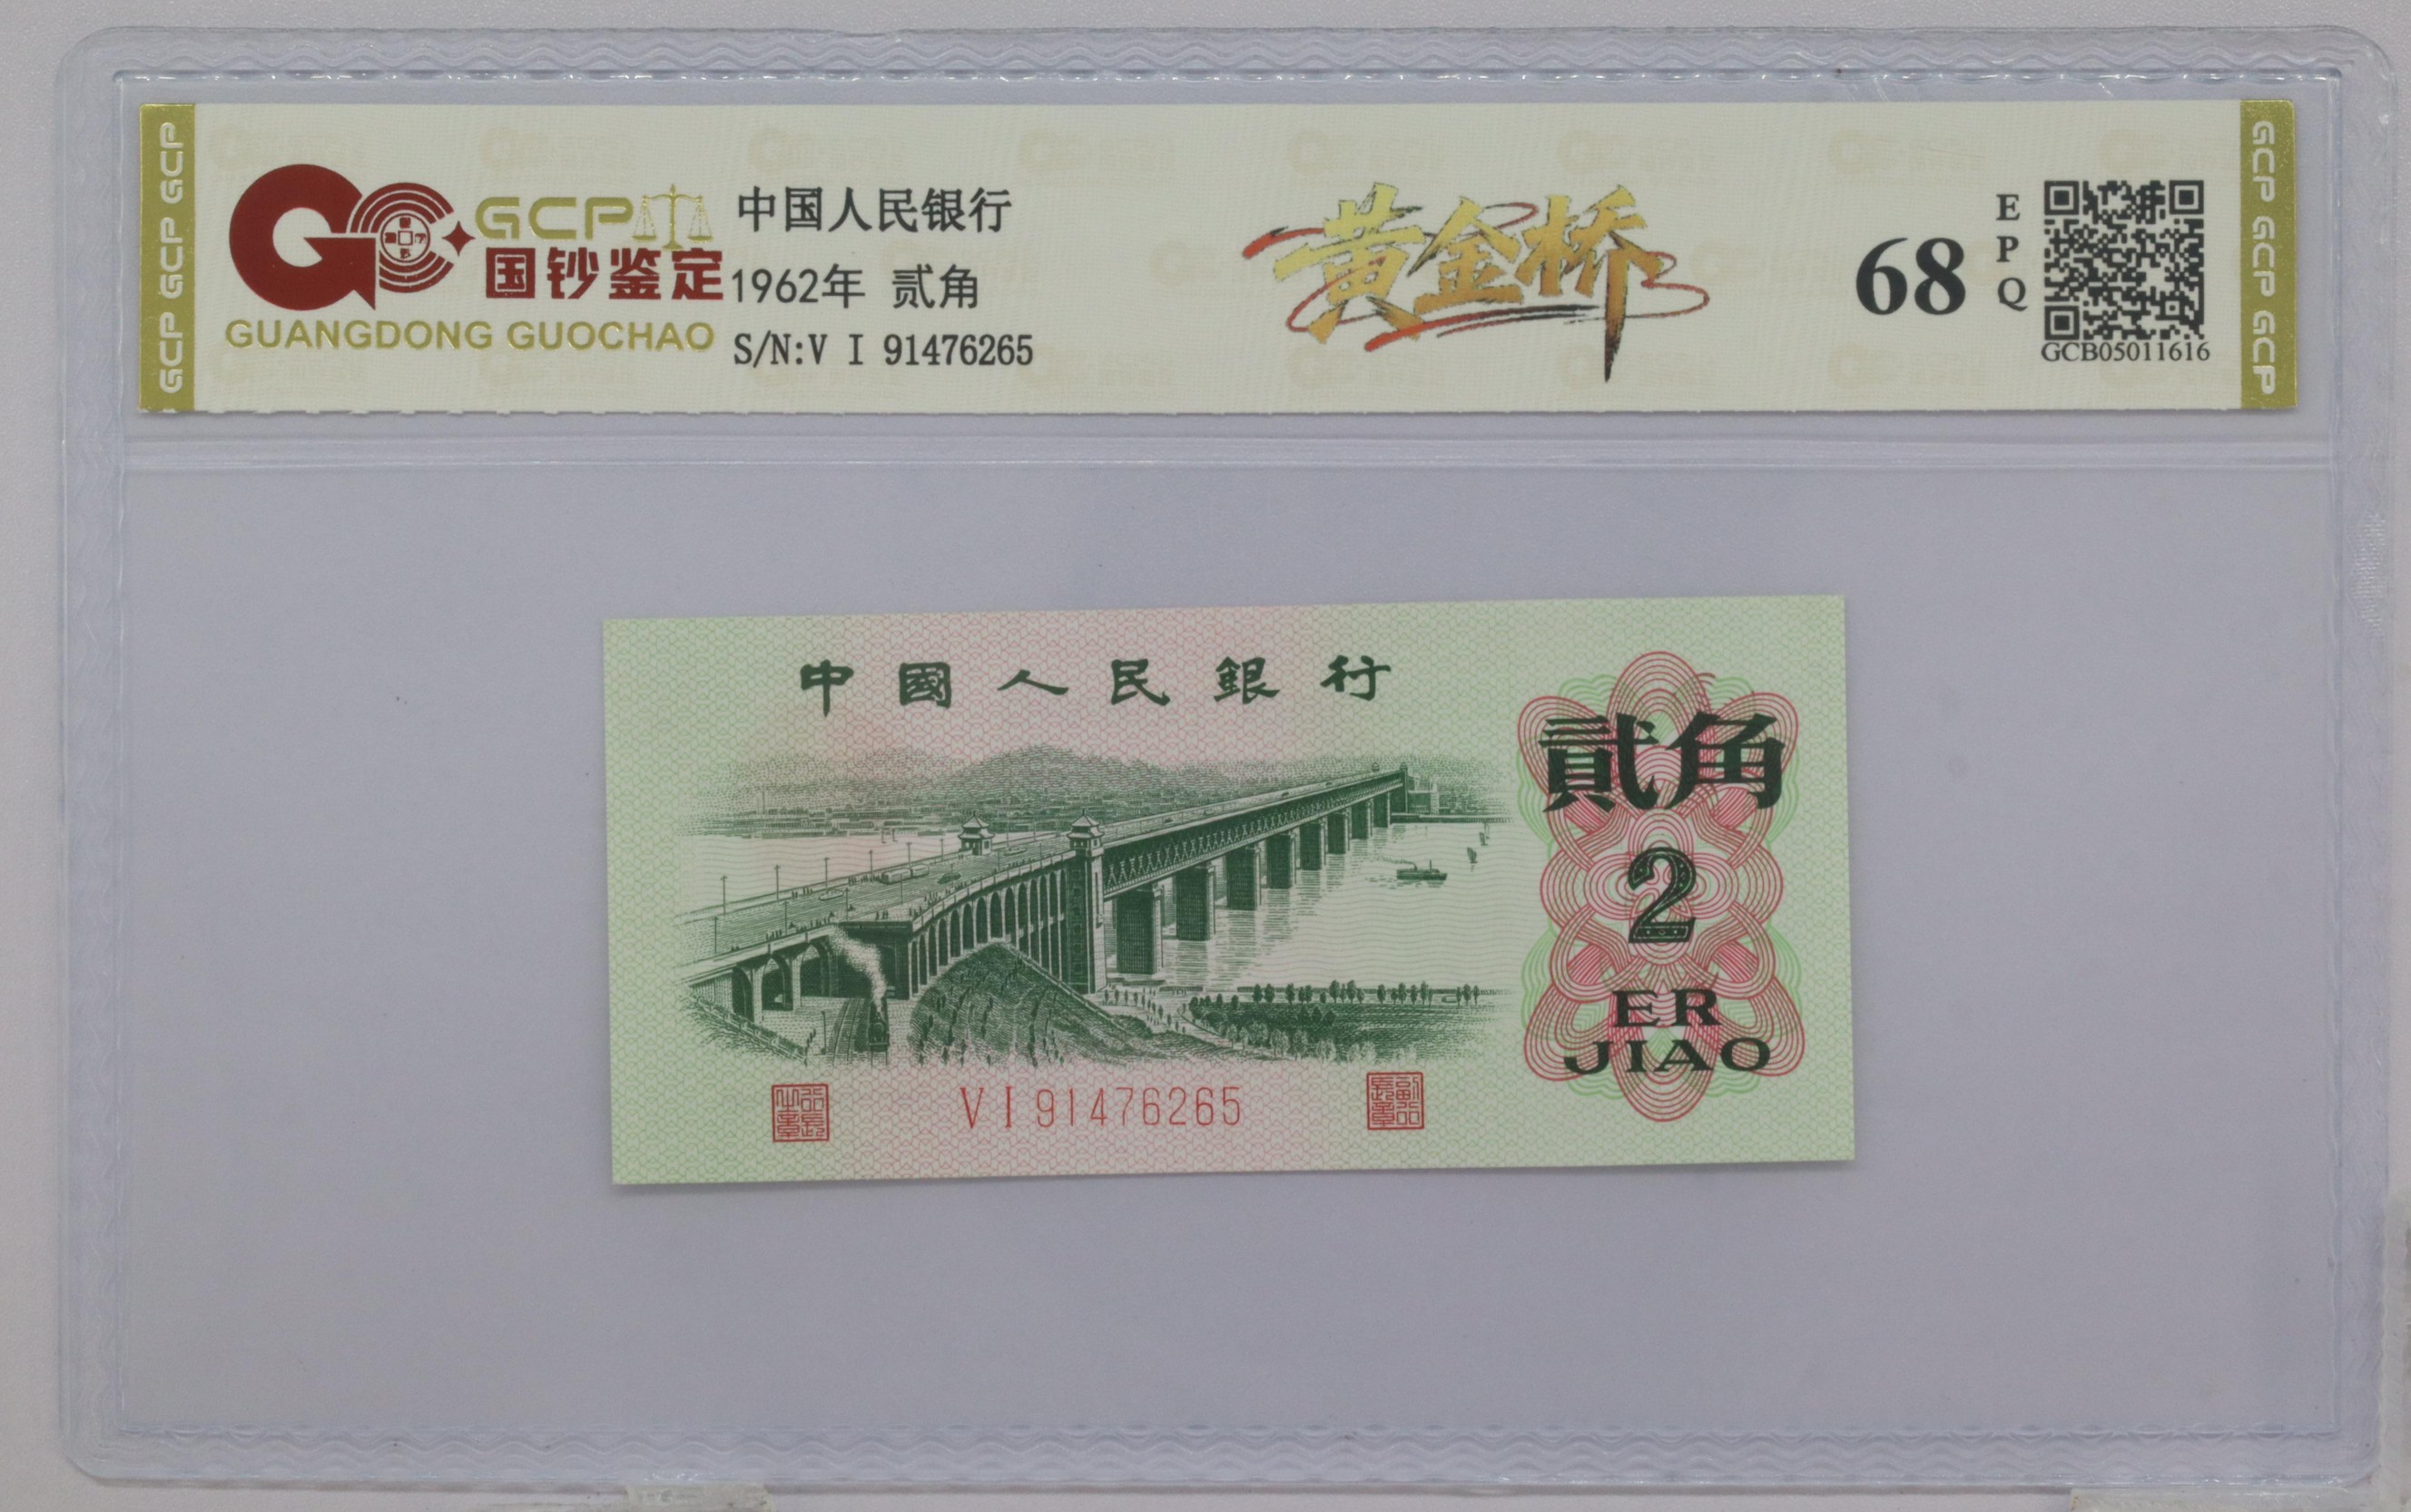 GCP GCP GCP
GCP
国钞鉴定
GUANGDONG GUOCHAO
中国人民银行
1962年 贰角
S/N:V I 91476265
黄金桥
68
EPQ
GCB05011616
GCP GCP GCP
中國人民銀行
貳角
2
ER
JIAO
VI91476265